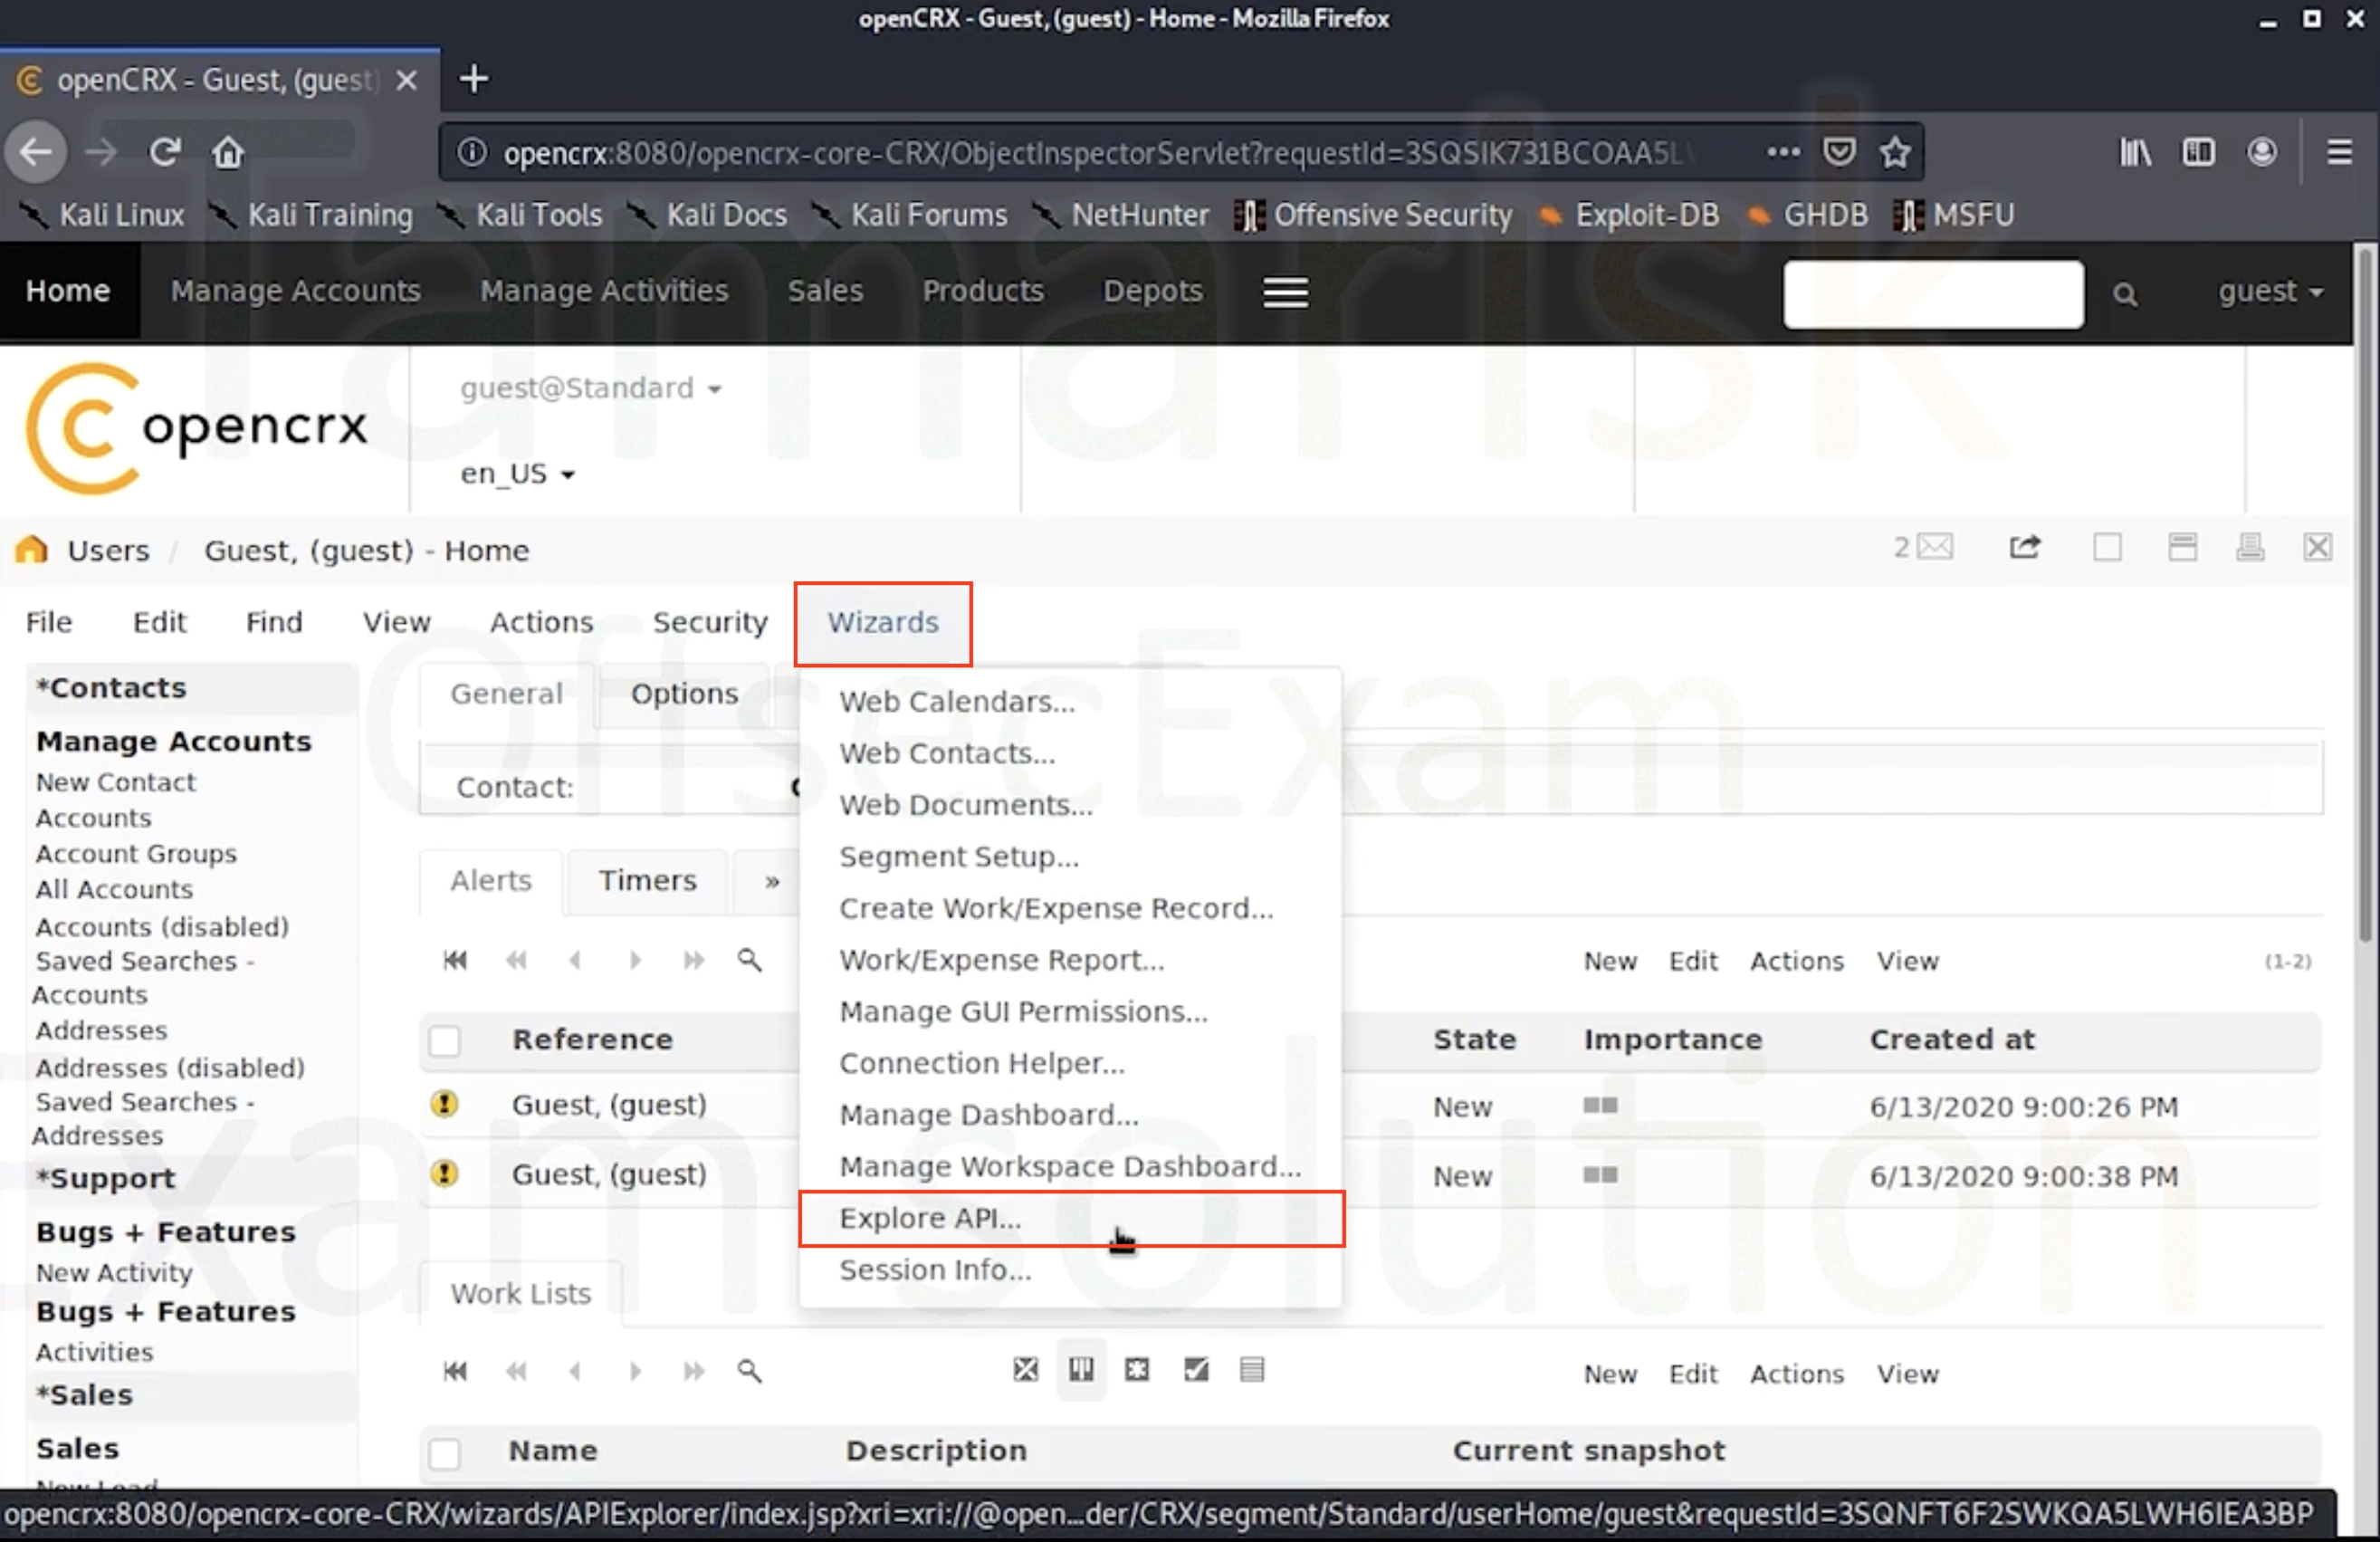 openCRX - Guest, (guest) - Home - Mozilla Firefox
openCRX - Guest, (guest)
opencrx:8080/opencrx-core-CRX/ObjectInspectorServlet?requestId=3SQSIK731BCOAA5L
Kali Linux Kali Training Kali Tools Kali Docs Kali Forums NetHunter Offensive Security Exploit-DB GHDB MSFU
Home Manage Accounts Manage Activities Sales Products Depots guest
opencrx
guest@Standard
en_US
Users / Guest, (guest) - Home 2
File Edit Find View Actions Security Wizards
*Contacts
Manage Accounts
New Contact
Accounts
Account Groups
All Accounts
Accounts (disabled)
Saved Searches -
Accounts
Addresses
Addresses (disabled)
Saved Searches -
Addresses
*Support
Bugs + Features
New Activity
Bugs + Features
Activities
*Sales
Sales
New Lead
General Options
Contact:
Web Calendars...
Web Contacts...
Web Documents...
Segment Setup...
Create Work/Expense Record...
Work/Expense Report...
Manage GUI Permissions...
Connection Helper...
Manage Dashboard...
Manage Workspace Dashboard...
Explore API...
Session Info...
Alerts Timers »
New Edit Actions View (1-2)
Reference State Importance Created at
Guest, (guest) New 6/13/2020 9:00:26 PM
Guest, (guest) New 6/13/2020 9:00:38 PM
Work Lists
New Edit Actions View
Name Description Current snapshot
opencrx:8080/opencrx-core-CRX/wizards/APIExplorer/index.jsp?xri=xri://@open...der/CRX/segment/Standard/userHome/guest&requestId=3SQNFT6F2SWKQA5LWH6IEA3BP
Tamarisk
OffsecExam
Exam solution